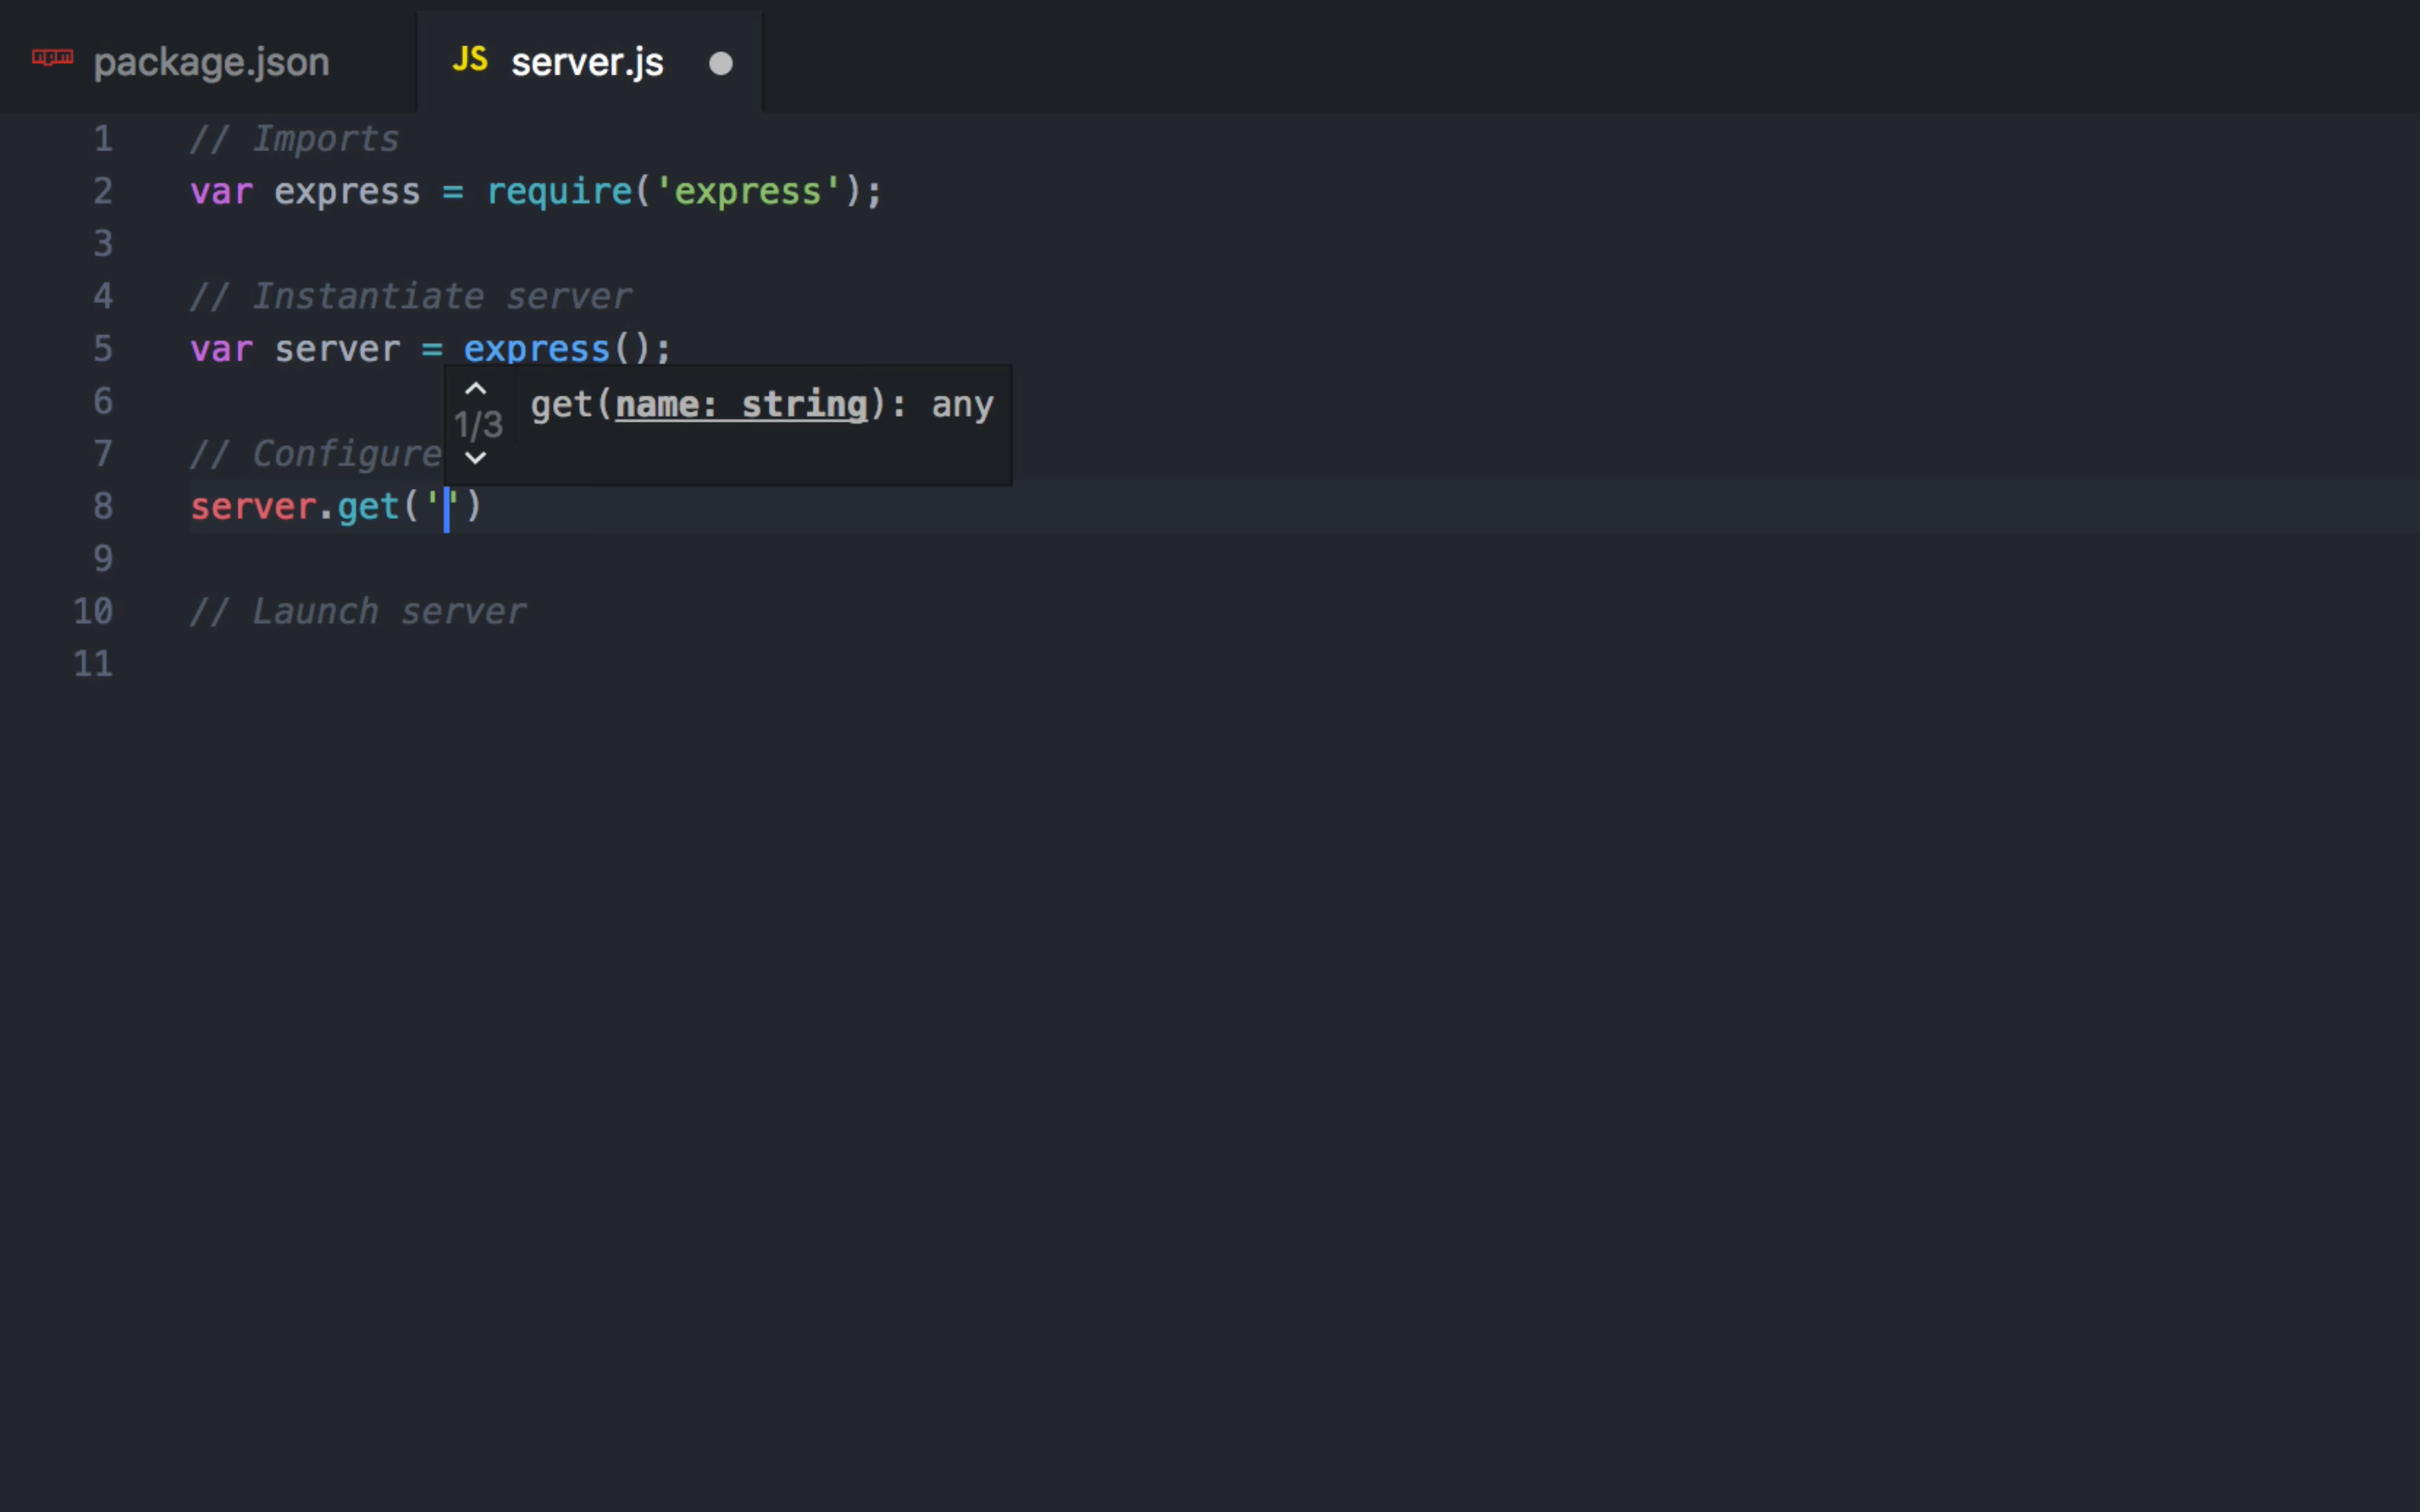 npm package.json
JS server.js
1 // Imports
2 var express = require('express');
3
4 // Instantiate server
5 var server = express();
6
get(name: string): any
1/3
7 // Configure
8 server.get('')
9
10 // Launch server
11